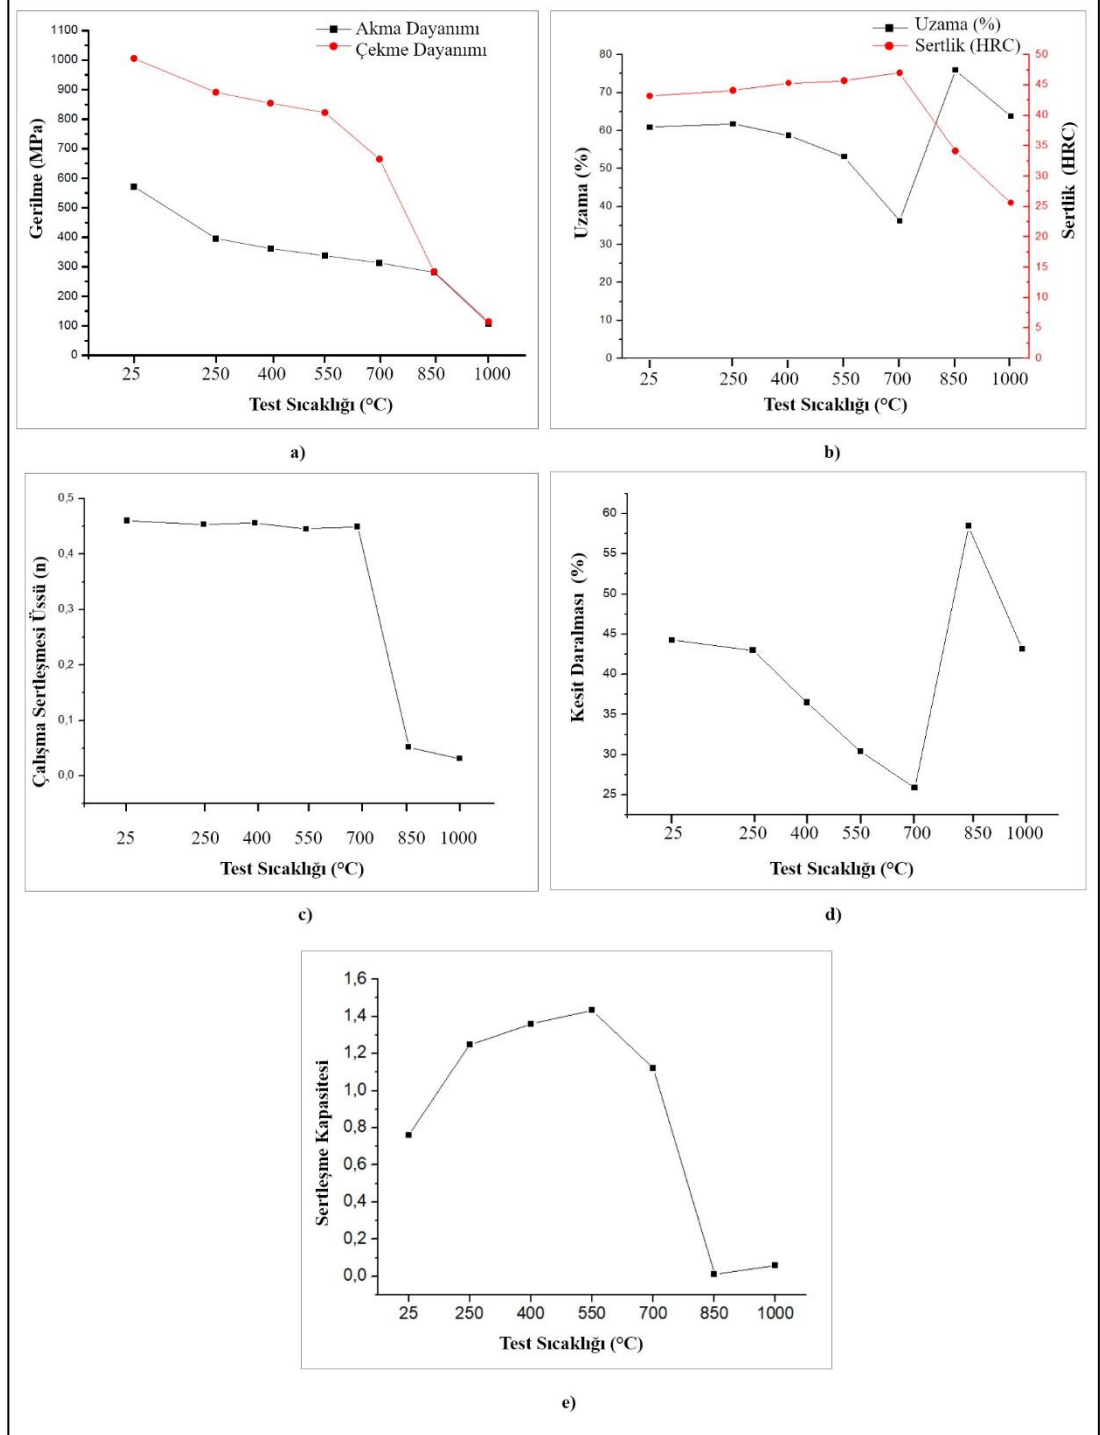 Akma Dayanımı
Çekme Dayanımı
1100
1000
900
800
700
600
500
400
300
200
100
0
Gerilme (MPa)
25 250 400 550 700 850 1000
Test Sıcaklığı (°C)
a)
Uzama (%)
Sertlik (HRC)
80
70
60
50
40
30
20
10
0
Uzama (%)
50
45
40
35
30
25
20
15
10
5
0
Sertlik (HRC)
25 250 400 550 700 850 1000
Test Sıcaklığı (°C)
b)
0,5
0,4
0,3
0,2
0,1
0,0
Çalışma Sertleşmesi Üssü (n)
25 250 400 550 700 850 1000
Test Sıcaklığı (°C)
c)
60
55
50
45
40
35
30
25
Kesit Daralması (%)
25 250 400 550 700 850 1000
Test Sıcaklığı (°C)
d)
1,6
1,4
1,2
1,0
0,8
0,6
0,4
0,2
0,0
Sertleşme Kapasitesi
25 250 400 550 700 850 1000
Test Sıcaklığı (°C)
e)